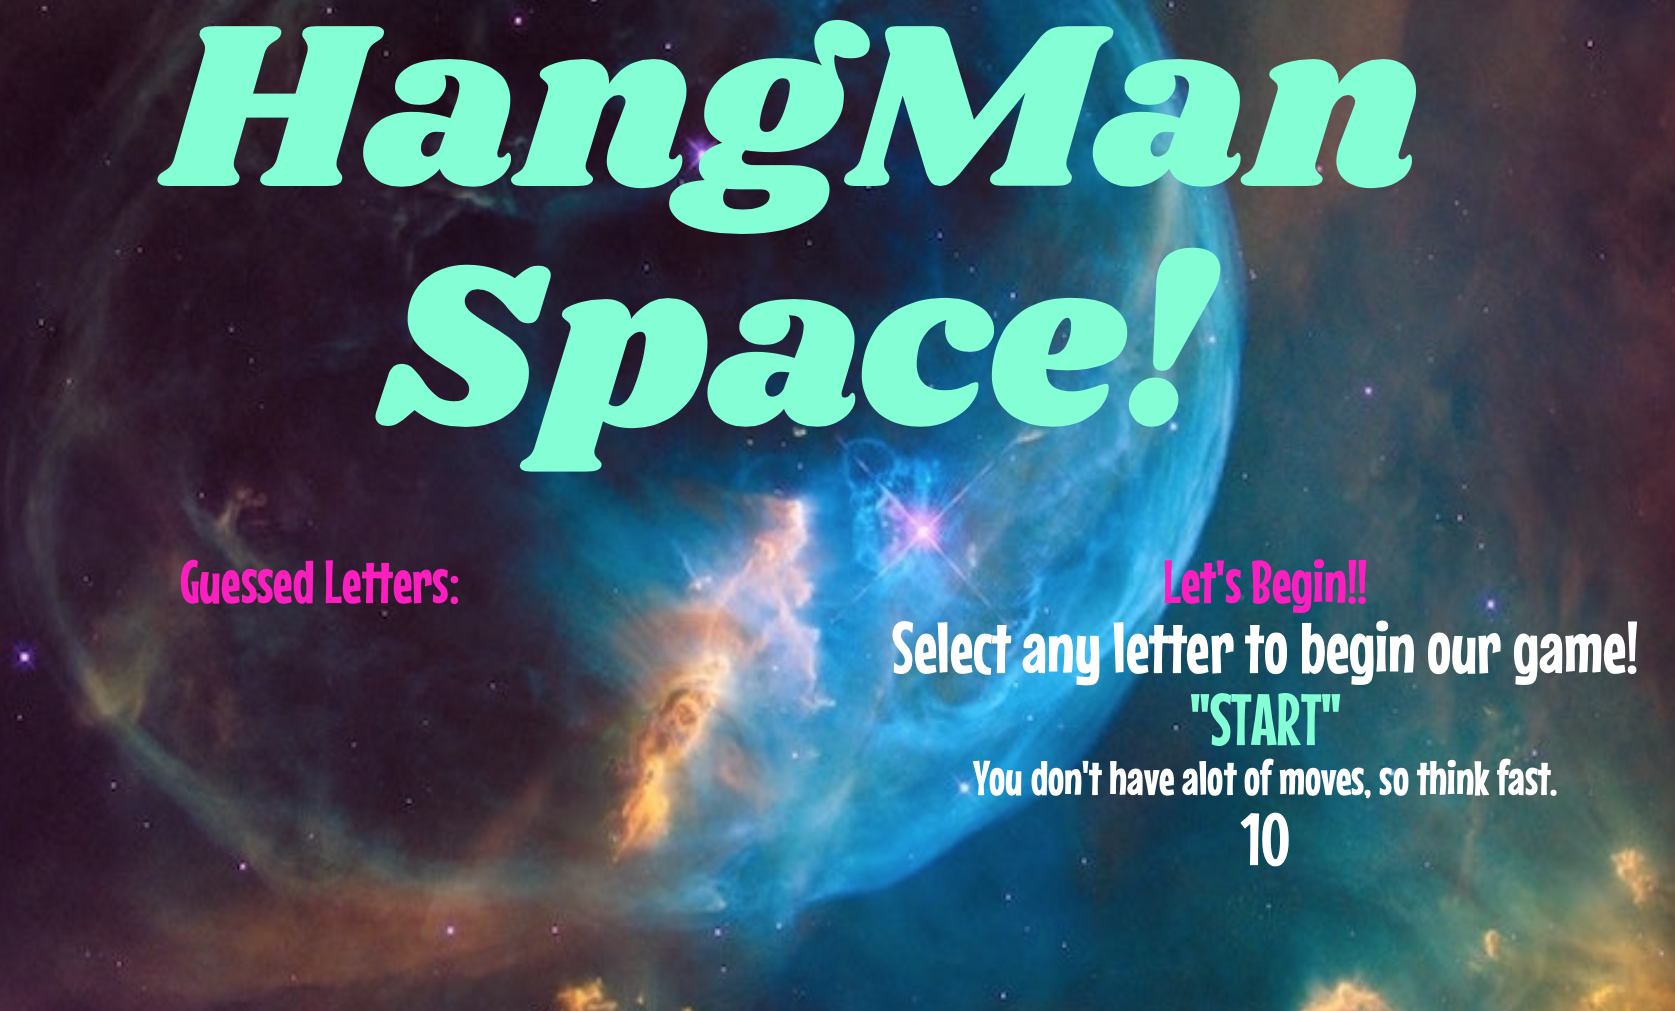 HangMan
Space!
Guessed Letters:
Let's Begin!!
Select any letter to begin our game!
"START"
You don't have alot of moves, so think fast.
10